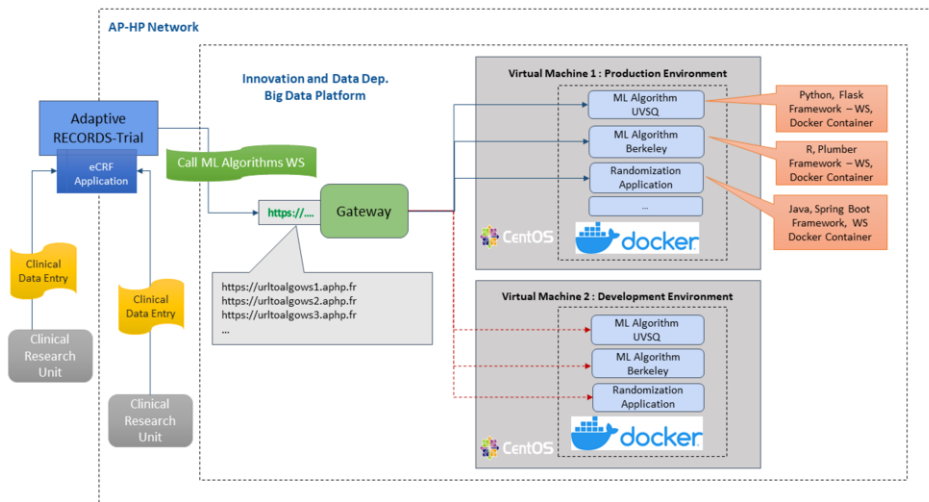 AP-HP Network
Innovation and Data Dep.
Big Data Platform
Adaptive
RECORDS-Trial
eCRF
Application
Call ML Algorithms WS
https://....
Gateway
https://urltoalgows1.aphp.fr
https://urltoalgows2.aphp.fr
https://urltoalgows3.aphp.fr
...
Clinical
Data Entry
Clinical
Data Entry
Clinical
Research
Unit
Clinical
Research
Unit
Virtual Machine 1 : Production Environment
ML Algorithm
UVSQ
ML Algorithm
Berkeley
Randomization
Application
...
CentOS
docker
Python, Flask
Framework – WS,
Docker Container
R, Plumber
Framework – WS,
Docker Container
Java, Spring Boot
Framework, WS
Docker Container
Virtual Machine 2 : Development Environment
ML Algorithm
UVSQ
ML Algorithm
Berkeley
Randomization
Application
CentOS
docker